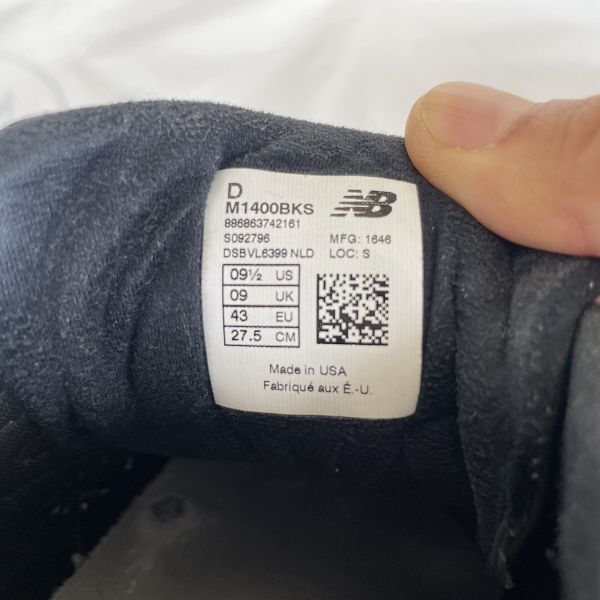 D
M1400BKS
NB
886863742161
S092796
MFG: 1646
DSBVL6399 NLD
LOC: S
09½ US
09 UK
43 EU
27.5 CM
Made in USA
Fabriqué aux É.-U.